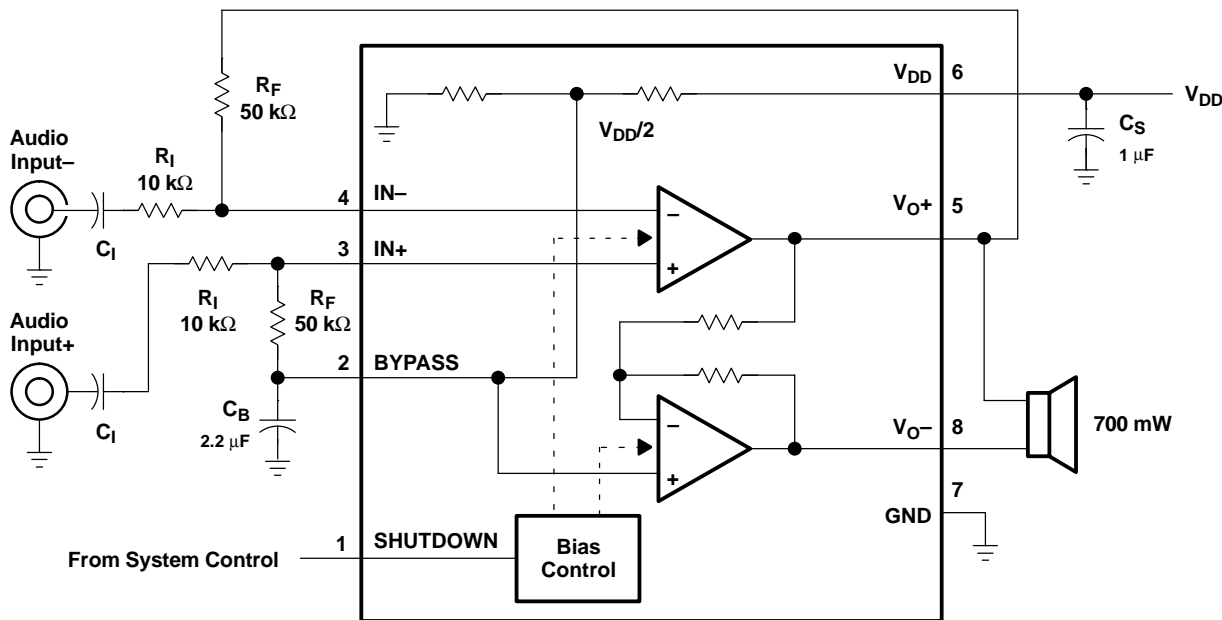 V_DD 6
R_F
50 kΩ
V_DD/2
V_DD
C_S
1 μF
Audio
Input–
R_I
10 kΩ
C_I
4 IN–
V_O+ 5
–
+
3 IN+
R_I
10 kΩ
R_F
50 kΩ
Audio
Input+
C_I
2 BYPASS
C_B
2.2 μF
–
+
V_O– 8
700 mW
7
GND
From System Control
1 SHUTDOWN
Bias
Control